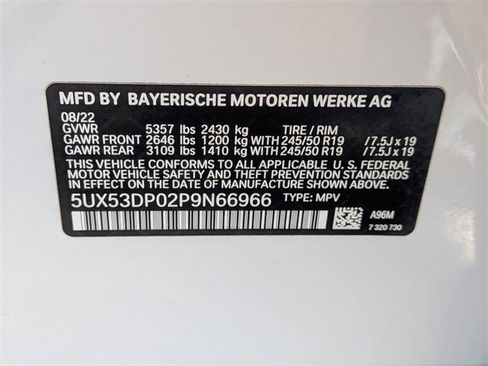 MFD BY BAYERISCHE MOTOREN WERKE AG
08/22
GVWR 5357 lbs 2430 kg TIRE / RIM
GAWR FRONT 2646 lbs 1200 kg WITH 245/50 R19 / 7.5J x 19
GAWR REAR 3109 lbs 1410 kg WITH 245/50 R19 / 7.5J x 19
THIS VEHICLE CONFORMS TO ALL APPLICABLE U. S. FEDERAL
MOTOR VEHICLE SAFETY AND THEFT PREVENTION STANDARDS
IN EFFECT ON THE DATE OF MANUFACTURE SHOWN ABOVE.
5UX53DP02P9N66966 TYPE: MPV
A96M
7 320 730